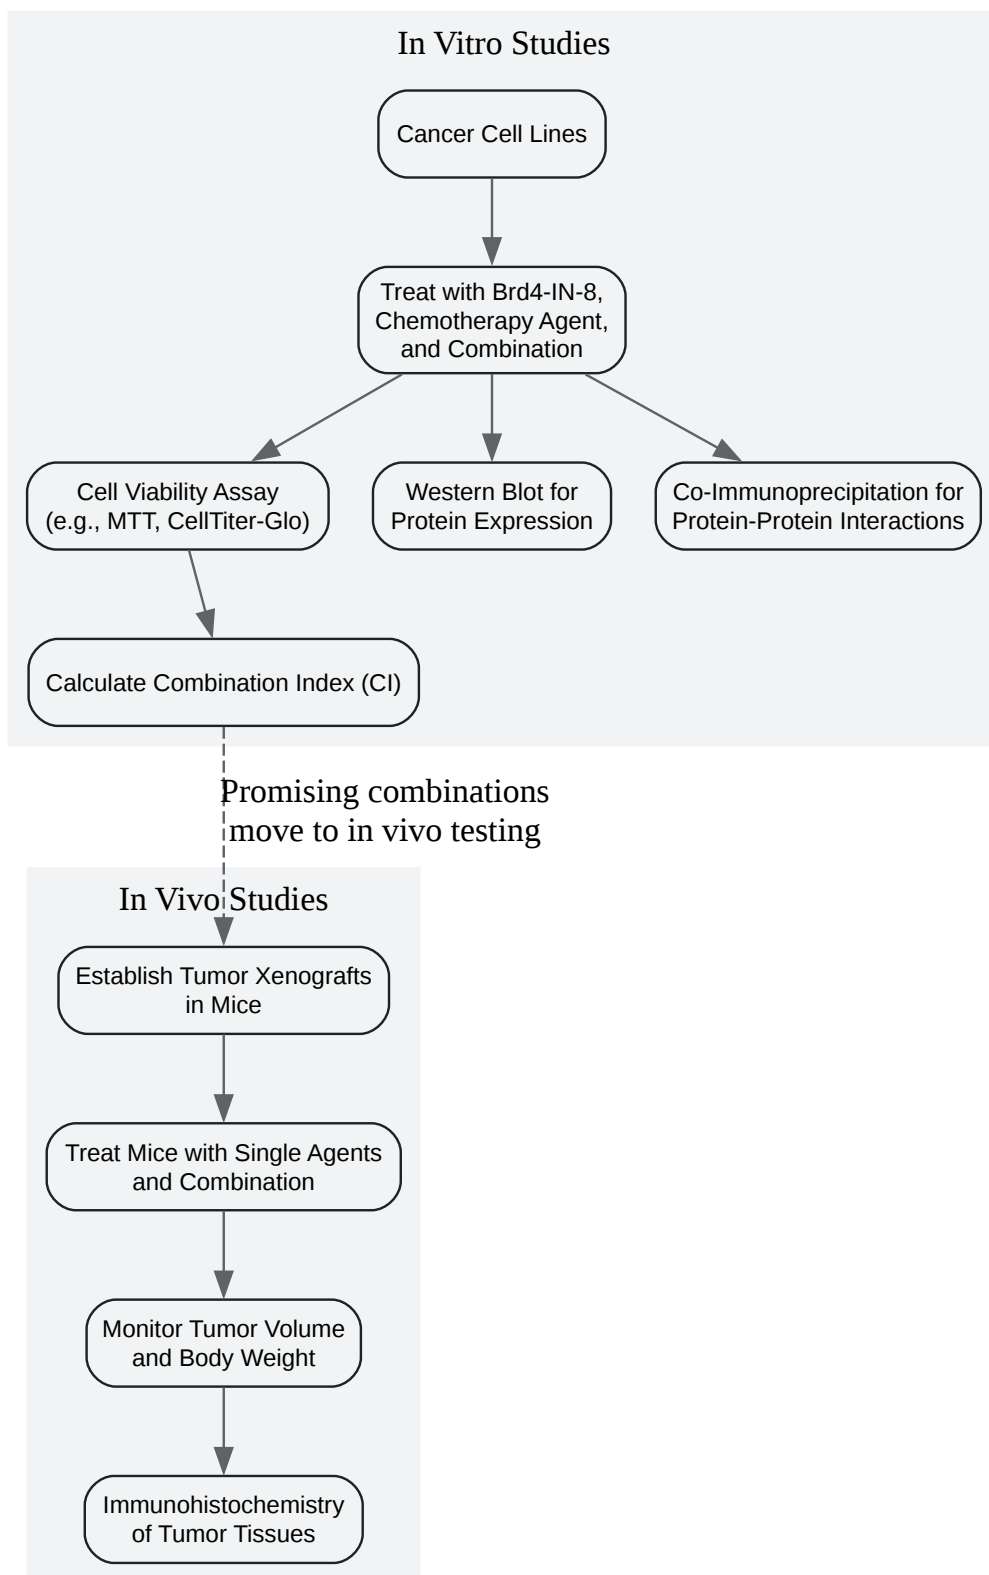 In Vitro Studies
Cancer Cell Lines
Treat with Brd4-IN-8,
Chemotherapy Agent,
and Combination
Cell Viability Assay
(e.g., MTT, CellTiter-Glo)
Western Blot for
Protein Expression
Co-Immunoprecipitation for
Protein-Protein Interactions
Calculate Combination Index (CI)
Promising combinations
move to in vivo testing
In Vivo Studies
Establish Tumor Xenografts
in Mice
Treat Mice with Single Agents
and Combination
Monitor Tumor Volume
and Body Weight
Immunohistochemistry
of Tumor Tissues